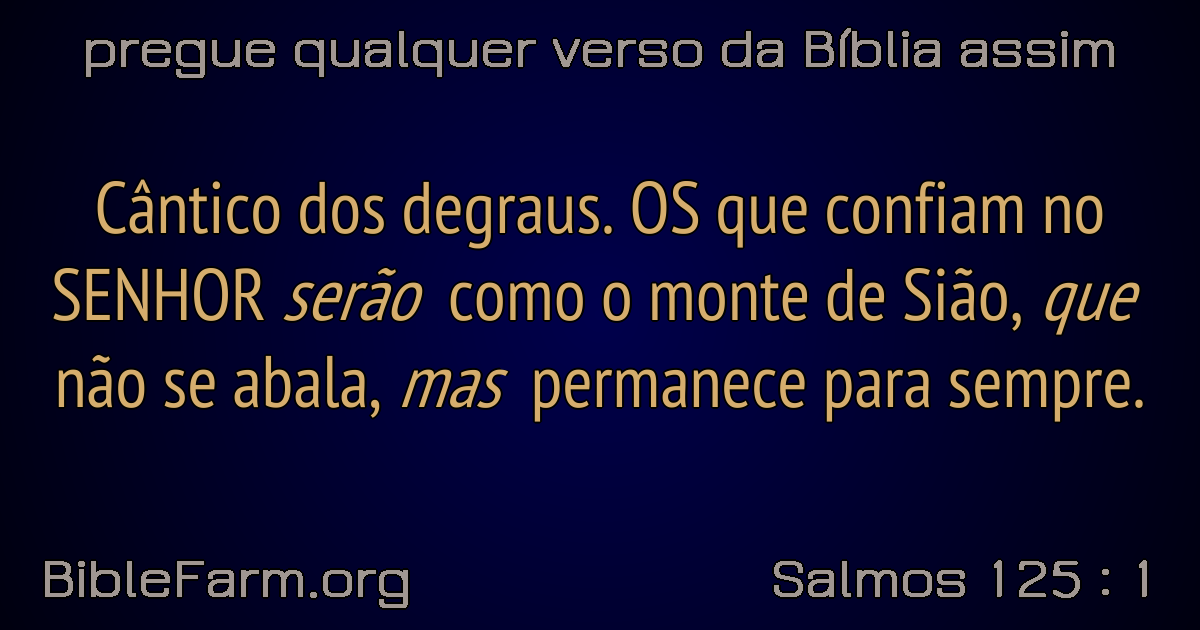 pregue qualquer verso da Bíblia assim
Cântico dos degraus. OS que confiam no
SENHOR serão como o monte de Sião, que
não se abala, mas permanece para sempre.
BibleFarm.org
Salmos 125 : 1